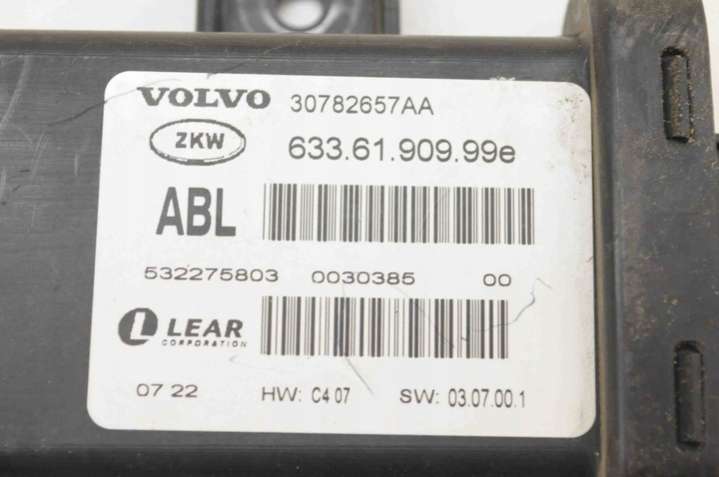 VOLVO 30782657AA
ZKW 633.61.909.99e
ABL
532275803 0030385 00
LEAR
CORPORATION
07 22 HW: C4 07 SW: 03.07.00.1